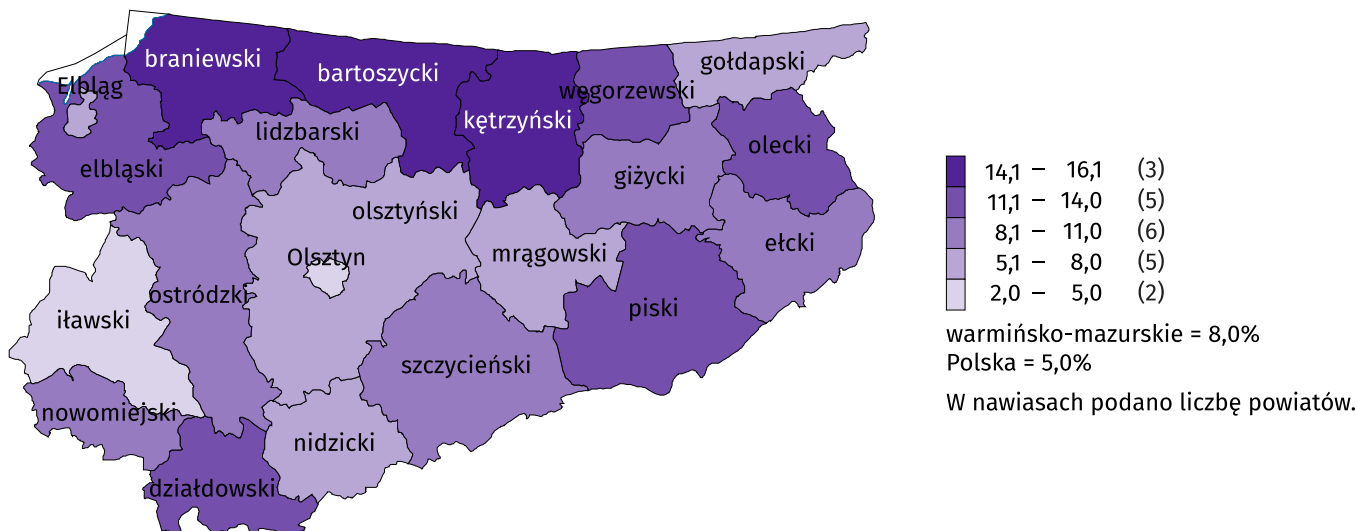 braniewski
bartoszycki
gołdapski
Elbląg
węgorzewski
kętrzyński
lidzbarski
olecki
elbląski
giżycki
olsztyński
ełcki
mrągowski
Olsztyn
ostródzki
piski
iławski
szczycieński
nowomiejski
nidzicki
działdowski
14,1 – 16,1 (3)
11,1 – 14,0 (5)
8,1 – 11,0 (6)
5,1 – 8,0 (5)
2,0 – 5,0 (2)
warmińsko-mazurskie = 8,0%
Polska = 5,0%
W nawiasach podano liczbę powiatów.